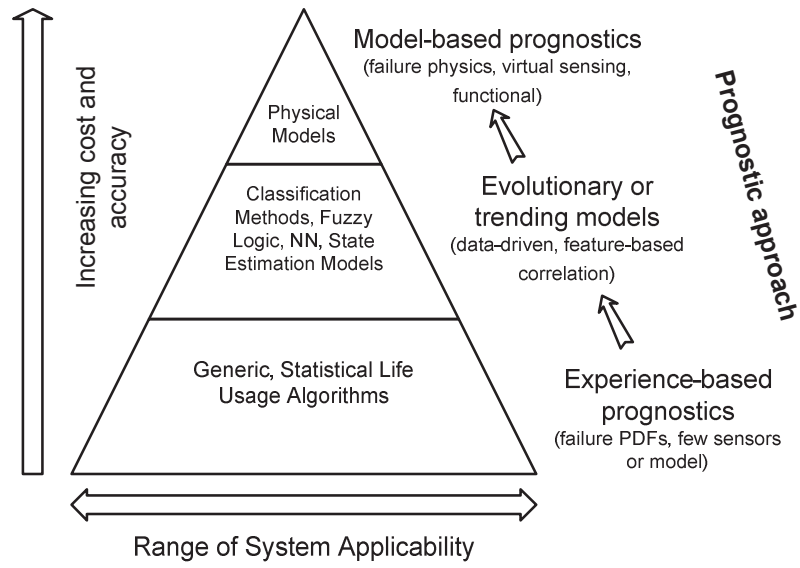 Increasing cost and
accuracy
Physical
Models
Classification
Methods, Fuzzy
Logic, NN, State
Estimation Models
Generic, Statistical Life
Usage Algorithms
Range of System Applicability
Model-based prognostics
(failure physics, virtual sensing,
functional)
Evolutionary or
trending models
(data-driven, feature-based
correlation)
Experience-based
prognostics
(failure PDFs, few sensors
or model)
Prognostic approach